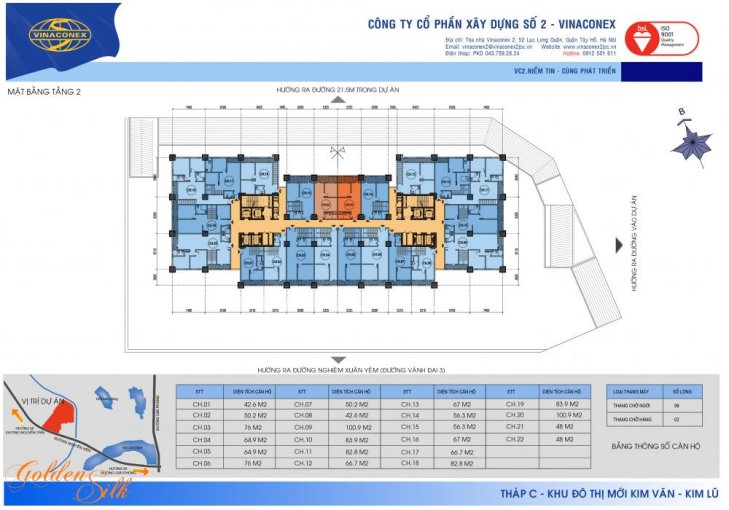 VINACONEX
CÔNG TY CỔ PHẦN XÂY DỰNG SỐ 2 - VINACONEX
Địa chỉ: Tòa nhà Vinaconex 2, 52 Lạc Long Quân, Quận Tây Hồ, Hà Nội
Email: vinaconex2@vinaconex2jsc.vn Website: www.vinaconex2jsc.vn
Điện thoại: PKD 043.759.28.24 Hotline: 0912 501 611
bsi
ISO
9001
Quality
Management
VC2.NIỀM TIN - CÙNG PHÁT TRIỂN
MẶT BẰNG TẦNG 2
HƯỚNG RA ĐƯỜNG 21.5M TRONG DỰ ÁN
B
HƯỚNG RA ĐƯỜNG VÀO DỰ ÁN
HƯỚNG RA ĐƯỜNG NGHIÊM XUÂN YÊM (ĐƯỜNG VÀNH ĐAI 3)
VỊ TRÍ DỰ ÁN
STT DIỆN TÍCH CĂN HỘ STT DIỆN TÍCH CĂN HỘ STT DIỆN TÍCH CĂN HỘ STT DIỆN TÍCH CĂN HỘ
CH.01 42.6 M2 CH.07 50.2 M2 CH.13 67 M2 CH.19 83.9 M2
CH.02 50.2 M2 CH.08 42.6 M2 CH.14 56.3 M2 CH.20 100.9 M2
CH.03 76 M2 CH.09 100.9 M2 CH.15 56.3 M2 CH.21 48 M2
CH.04 64.9 M2 CH.10 83.9 M2 CH.16 67 M2 CH.22 48 M2
CH.05 64.9 M2 CH.11 82.8 M2 CH.17 66.7 M2
CH.06 76 M2 CH.12 66.7 M2 CH.18 82.8 M2
LOẠI THANG MÁY SỐ LƯỢNG
THANG CHỞ NGƯỜI 06
THANG CHỞ HÀNG 02
BẢNG THÔNG SỐ CĂN HỘ
Golden
Silk
THÁP C - KHU ĐÔ THỊ MỚI KIM VĂN - KIM LŨ